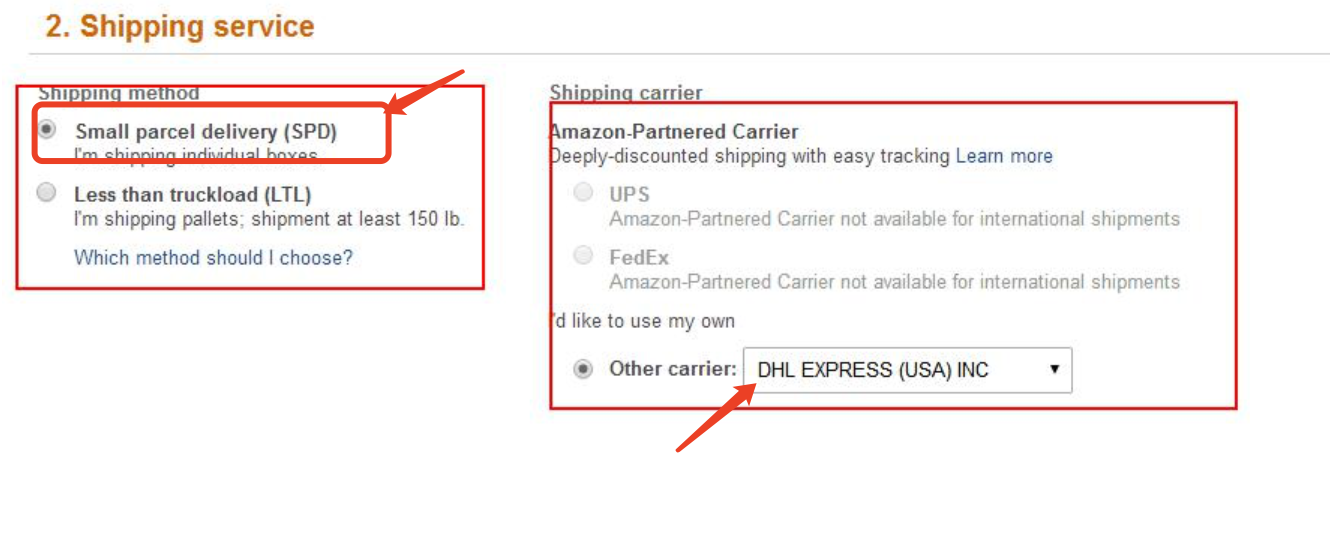 2. Shipping service
Shipping method
Small parcel delivery (SPD)
I'm shipping individual boxes
Less than truckload (LTL)
I'm shipping pallets; shipment at least 150 lb.
Which method should I choose?
Shipping carrier
Amazon-Partnered Carrier
Deeply-discounted shipping with easy tracking Learn more
UPS
Amazon-Partnered Carrier not available for international shipments
FedEx
Amazon-Partnered Carrier not available for international shipments
I'd like to use my own
Other carrier: DHL EXPRESS (USA) INC